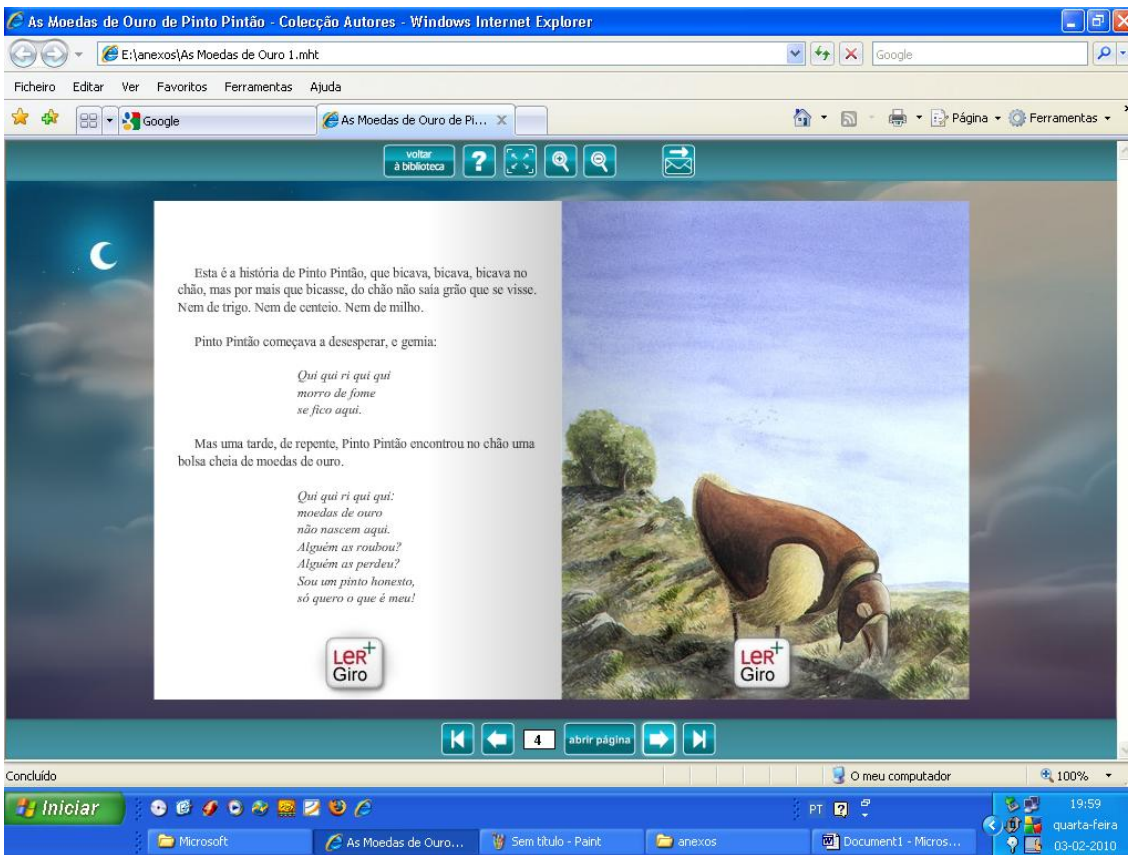 As Moedas de Ouro de Pinto Pintão - Colecção Autores - Windows Internet Explorer
E:\anexos\As Moedas de Ouro 1.mht
Google
Ficheiro Editar Ver Favoritos Ferramentas Ajuda
Google
As Moedas de Ouro de Pi...
Página
Ferramentas
voltar
à biblioteca
?
Esta é a história de Pinto Pintão, que bicava, bicava, bicava no
chão, mas por mais que bicasse, do chão não saía grão que se visse.
Nem de trigo. Nem de centeio. Nem de milho.
Pinto Pintão começava a desesperar, e gemia:
Qui qui ri qui qui
morro de fome
se fico aqui.
Mas uma tarde, de repente, Pinto Pintão encontrou no chão uma
bolsa cheia de moedas de ouro.
Qui qui ri qui qui:
moedas de ouro
não nascem aqui.
Alguém as roubou?
Alguém as perdeu?
Sou um pinto honesto,
só quero o que é meu!
LeR+
Giro
LeR+
Giro
4
abrir página
Concluído
O meu computador
100%
Iniciar
PT
19:59
quarta-feira
03-02-2010
Microsoft
As Moedas de Ouro...
Sem título - Paint
anexos
Document1 - Micros...